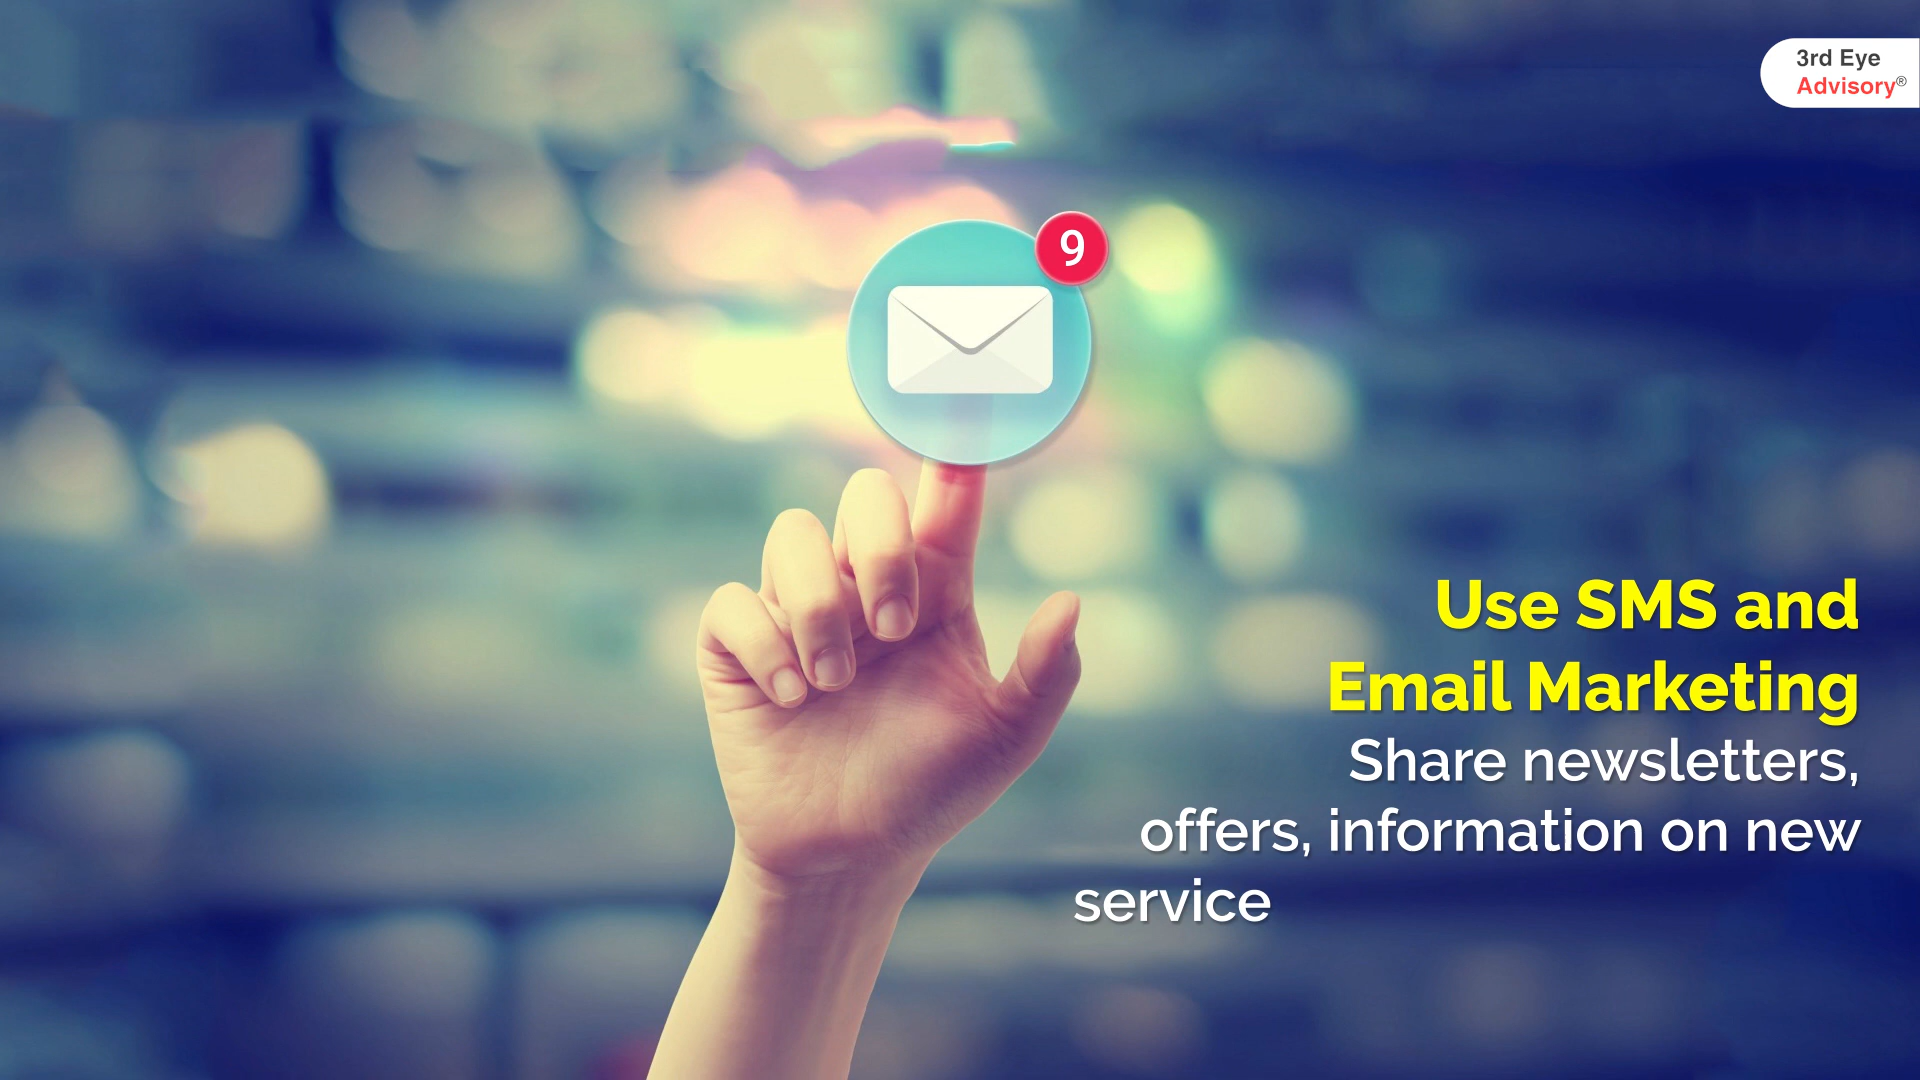 3rd Eye
Advisory®
9
Use SMS and
Email Marketing
Share newsletters,
offers, information on new
service